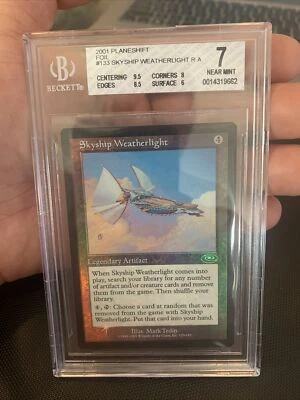 2001 PLANESHIFT
FOIL
#133 SKYSHIP WEATHERLIGHT R A
CENTERING 9.5 CORNERS 8
EDGES 8.5 SURFACE 6
7
NEAR MINT
0014319662
B
BECKETT
Skyship Weatherlight
4
Legendary Artifact
When Skyship Weatherlight comes into
play, search your library for any number
of artifact and/or creature cards and
remove them from the game. Then shuffle
your library.
4, : Choose a card at random that
was removed from the game with Skyship
Weatherlight. Put that card into your hand.
Illus. Mark Tedin